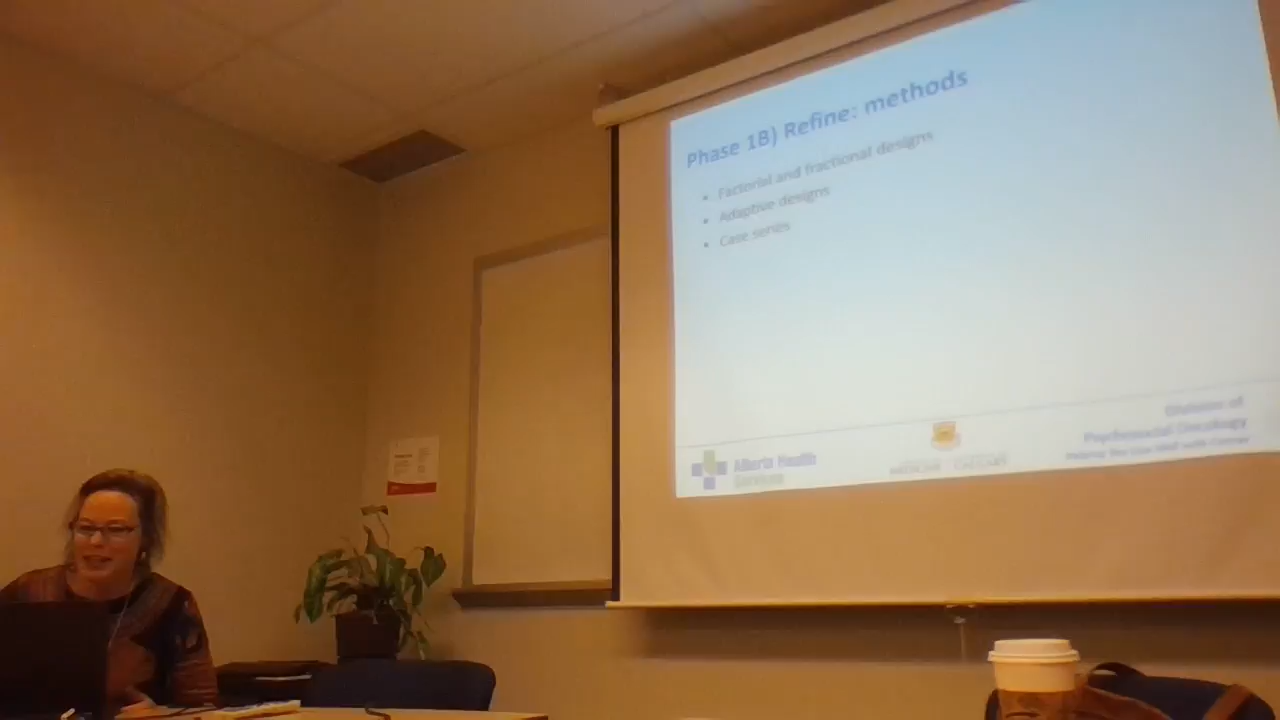 Phase 1B) Refine: methods
• Factorial and fractional designs
• Adaptive designs
• Case series
Alberta Health
Services
Division of
Psychosocial Oncology